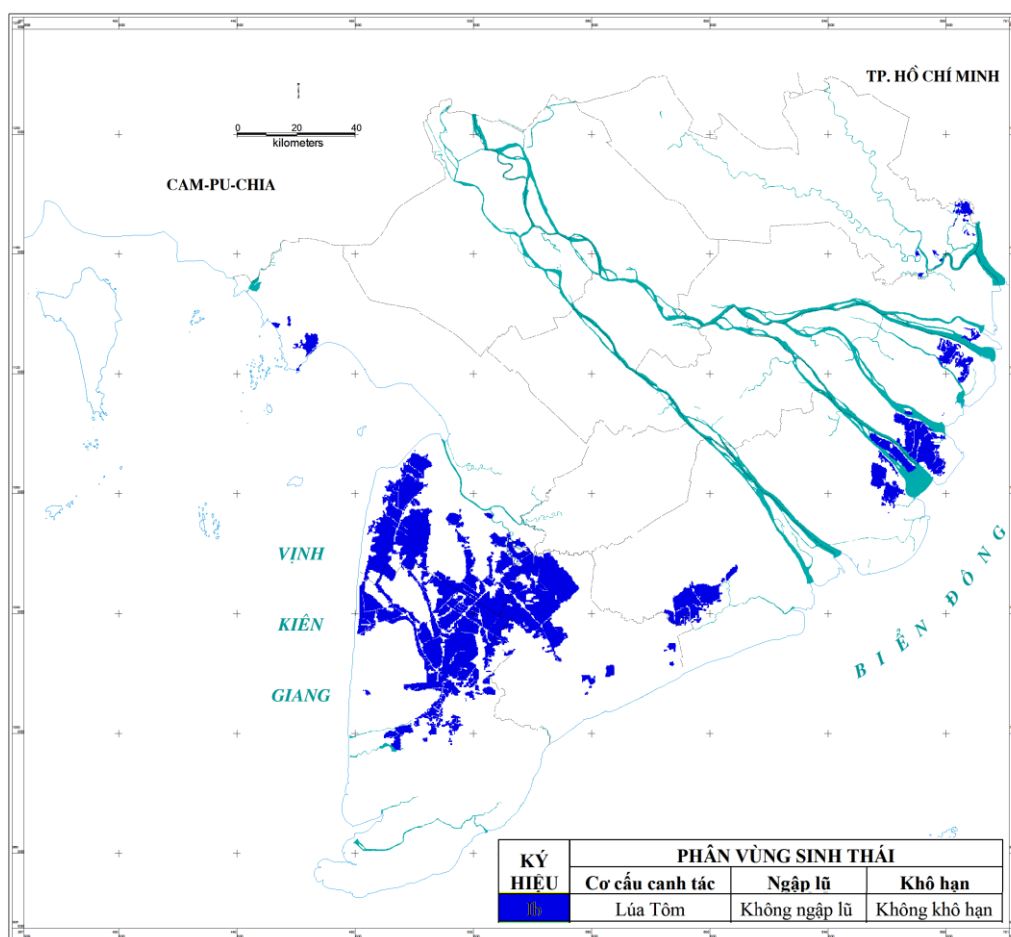 TP. HỒ CHÍ MINH
0 20 40
kilometers
CAM-PU-CHIA
VỊNH
KIÊN
GIANG
BIỂN ĐÔNG
KÝ HIỆU
PHÂN VÙNG SINH THÁI
Cơ cấu canh tác Ngập lũ Khô hạn
Ib Lúa Tôm Không ngập lũ Không khô hạn